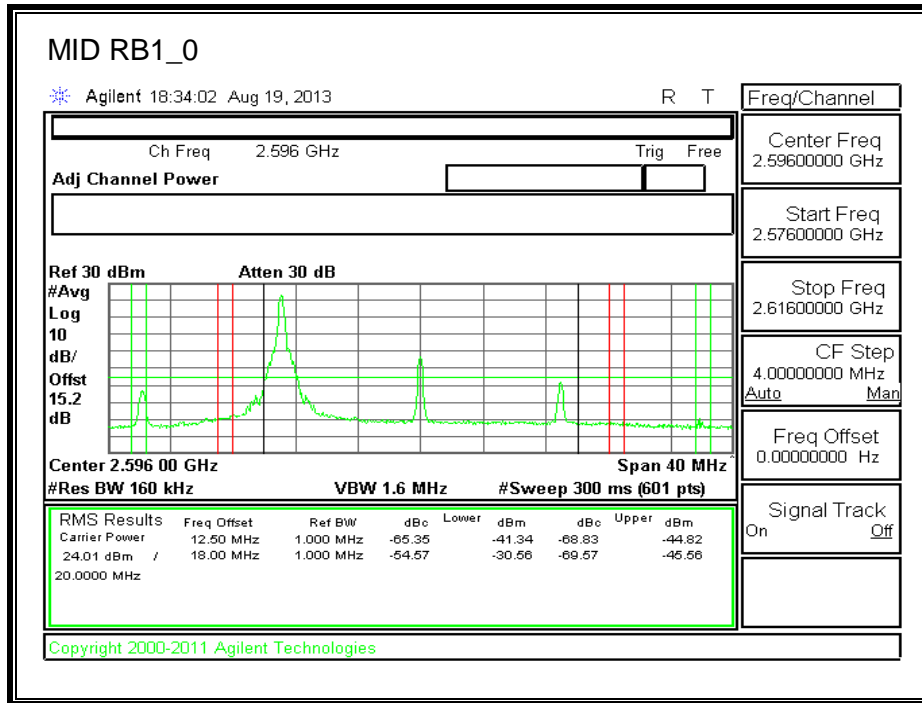 MID RB1_0
Agilent 18:34:02 Aug 19, 2013 R T
Freq/Channel
Ch Freq 2.596 GHz Trig Free
Adj Channel Power
Center Freq
2.59600000 GHz
Start Freq
2.57600000 GHz
Stop Freq
2.61600000 GHz
CF Step
4.00000000 MHz
Auto Man
Freq Offset
0.00000000 Hz
Signal Track
On Off
Ref 30 dBm Atten 30 dB
#Avg
Log
10
dB/
Offst
15.2
dB
Center 2.596 00 GHz Span 40 MHz^
#Res BW 160 kHz VBW 1.6 MHz #Sweep 300 ms (601 pts)
RMS Results Freq Offset Ref BW dBc Lower dBm dBc Upper dBm
Carrier Power 12.50 MHz 1.000 MHz -65.35 -41.34 -68.83 -44.82
24.01 dBm / 18.00 MHz 1.000 MHz -54.57 -30.56 -69.57 -45.56
20.0000 MHz
Copyright 2000-2011 Agilent Technologies